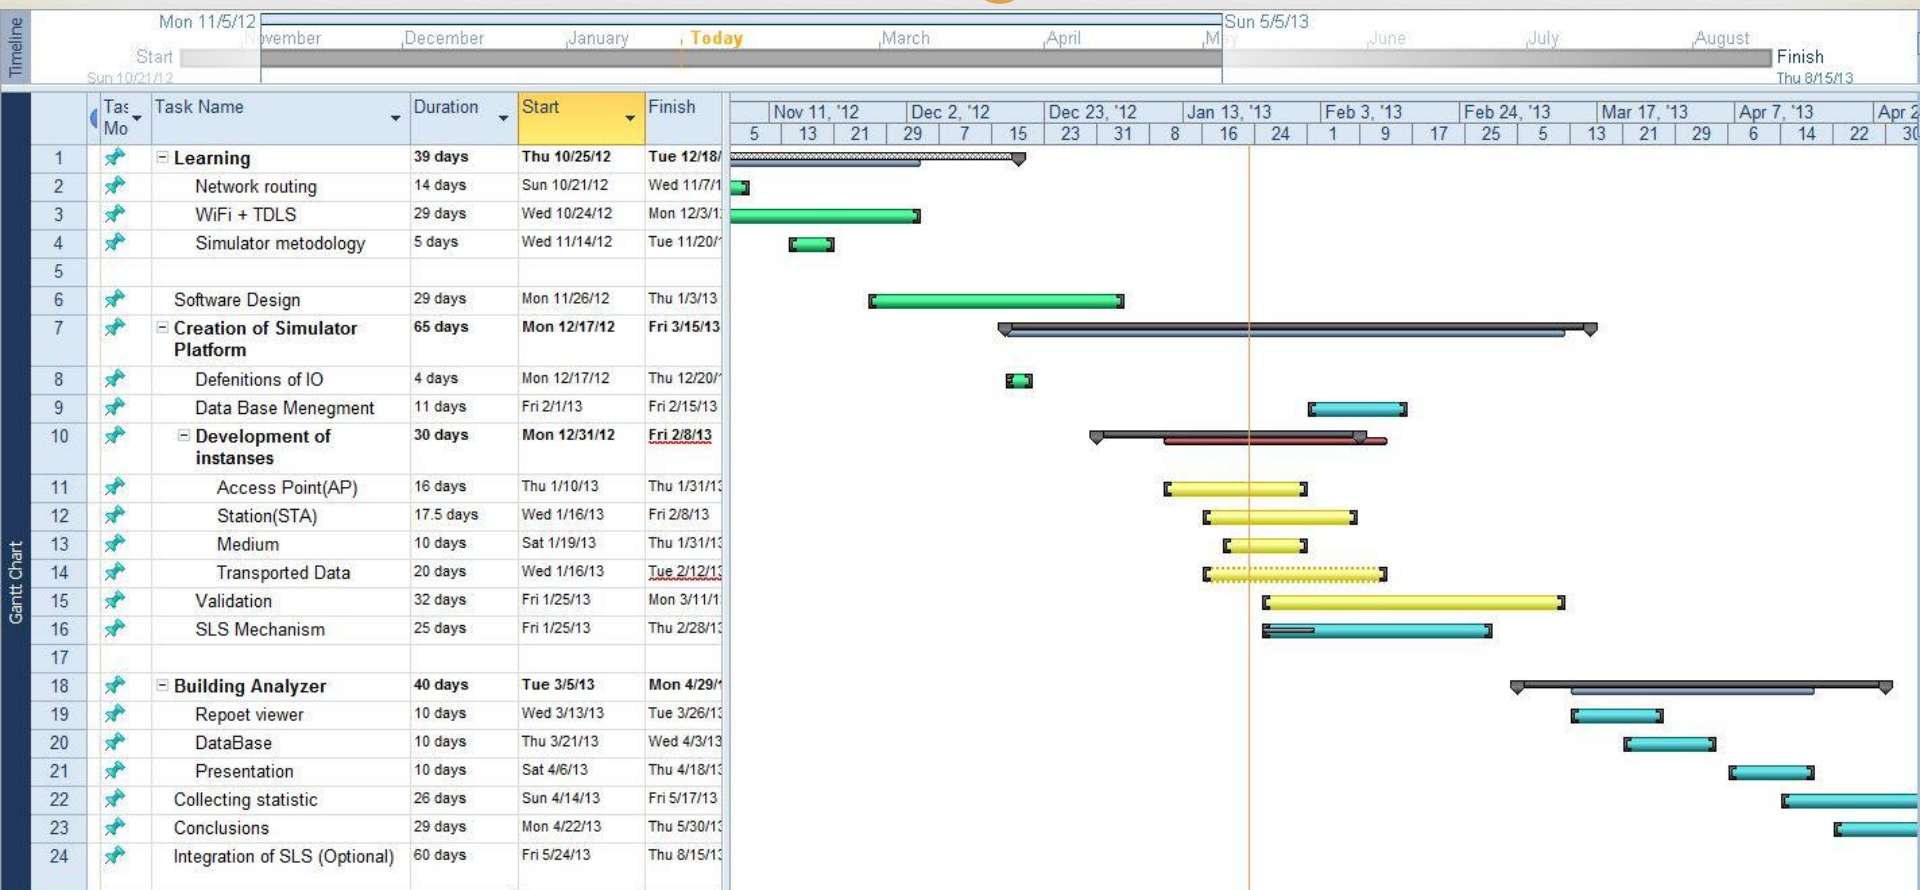 Timeline
Mon 11/5/12
Sun 5/5/13
November December January Today March April May June July August
Start
Finish
Sun 10/21/12
Thu 8/15/13
Gantt Chart
Tas Mo Task Name Duration Start Finish
Nov 11, '12 Dec 2, '12 Dec 23, '12 Jan 13, '13 Feb 3, '13 Feb 24, '13 Mar 17, '13 Apr 7, '13 Apr 2
5 13 21 29 7 15 23 31 8 16 24 1 9 17 25 5 13 21 29 6 14 22 30
1 Learning 39 days Thu 10/25/12 Tue 12/18/
2 Network routing 14 days Sun 10/21/12 Wed 11/7/1
3 WiFi + TDLS 29 days Wed 10/24/12 Mon 12/3/1
4 Simulator metodology 5 days Wed 11/14/12 Tue 11/20/
5
6 Software Design 29 days Mon 11/26/12 Thu 1/3/13
7 Creation of Simulator 65 days Mon 12/17/12 Fri 3/15/13
Platform
8 Defenitions of IO 4 days Mon 12/17/12 Thu 12/20/
9 Data Base Menegment 11 days Fri 2/1/13 Fri 2/15/13
10 Development of 30 days Mon 12/31/12 Fri 2/8/13
instanses
11 Access Point(AP) 16 days Thu 1/10/13 Thu 1/31/13
12 Station(STA) 17.5 days Wed 1/16/13 Fri 2/8/13
13 Medium 10 days Sat 1/19/13 Thu 1/31/13
14 Transported Data 20 days Wed 1/16/13 Tue 2/12/13
15 Validation 32 days Fri 1/25/13 Mon 3/11/1
16 SLS Mechanism 25 days Fri 1/25/13 Thu 2/28/13
17
18 Building Analyzer 40 days Tue 3/5/13 Mon 4/29/
19 Repoet viewer 10 days Wed 3/13/13 Tue 3/26/13
20 DataBase 10 days Thu 3/21/13 Wed 4/3/13
21 Presentation 10 days Sat 4/6/13 Thu 4/18/13
22 Collecting statistic 26 days Sun 4/14/13 Fri 5/17/13
23 Conclusions 29 days Mon 4/22/13 Thu 5/30/13
24 Integration of SLS (Optional) 60 days Fri 5/24/13 Thu 8/15/13